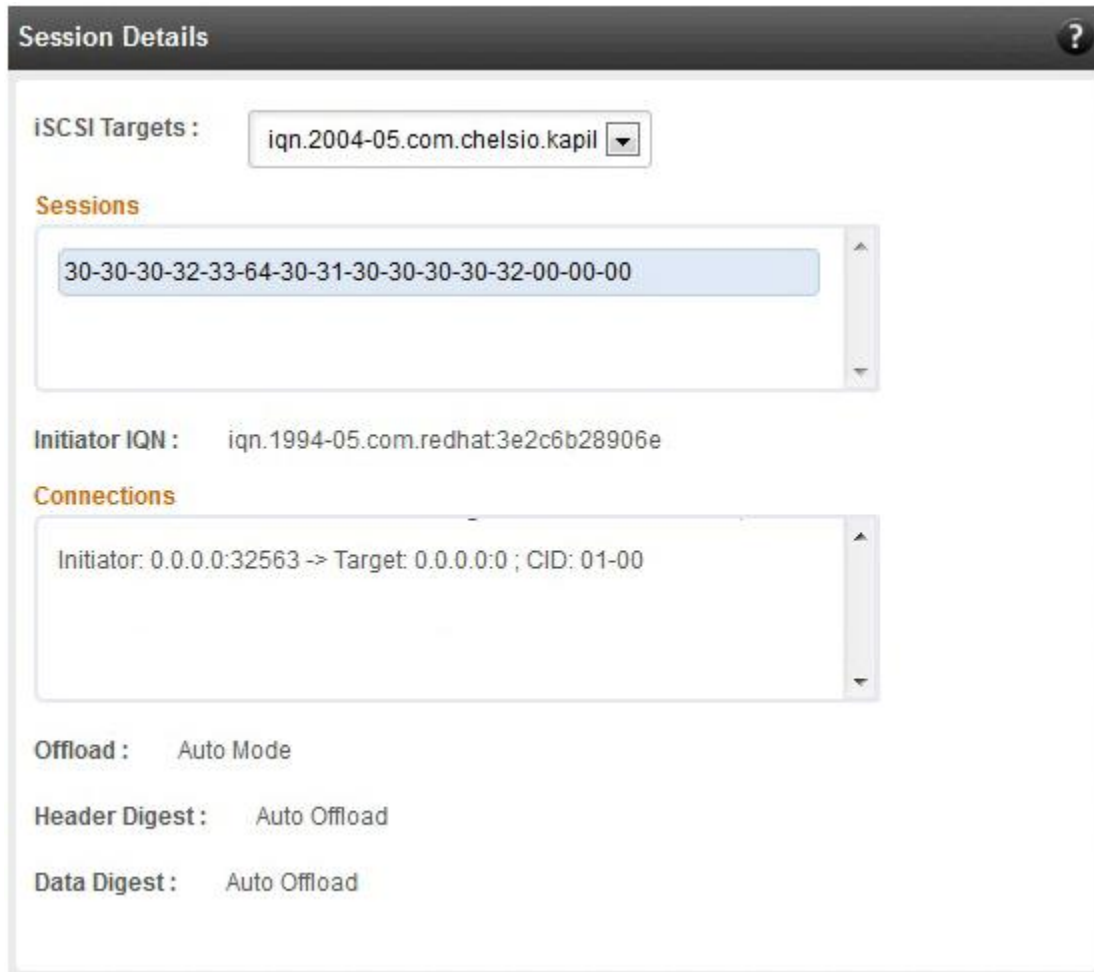 Session Details ?
iSCSI Targets : iqn.2004-05.com.chelsio.kapil
Sessions
30-30-30-32-33-64-30-31-30-30-30-30-32-00-00-00
Initiator IQN : iqn.1994-05.com.redhat:3e2c6b28906e
Connections
Initiator: 0.0.0.0:32563 -> Target: 0.0.0.0:0 ; CID: 01-00
Offload : Auto Mode
Header Digest : Auto Offload
Data Digest : Auto Offload